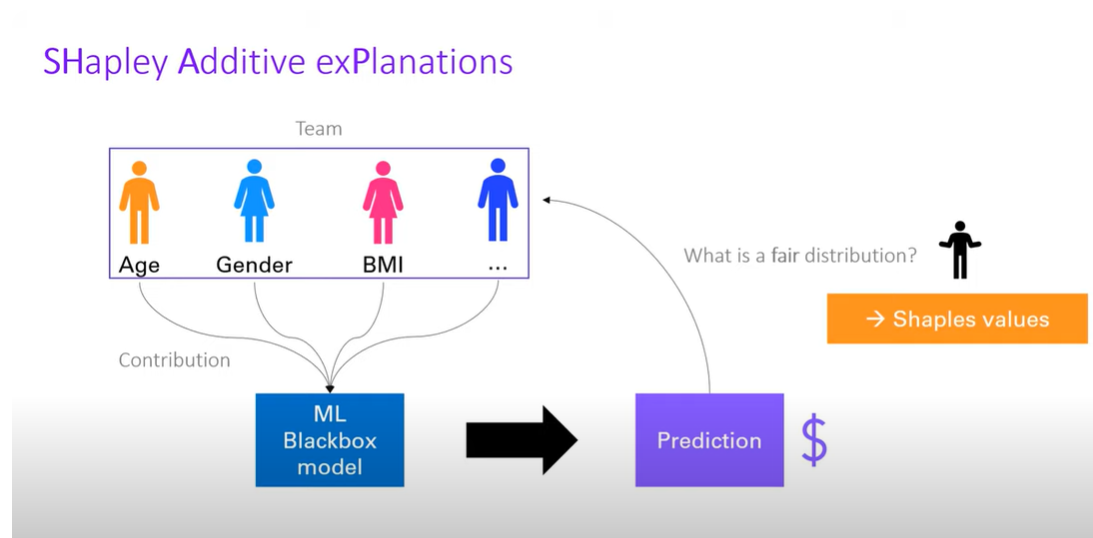 SHapley Additive exPlanations
Team
Age Gender BMI ...
Contribution
What is a fair distribution?
→ Shaples values
ML
Blackbox
model
Prediction
$